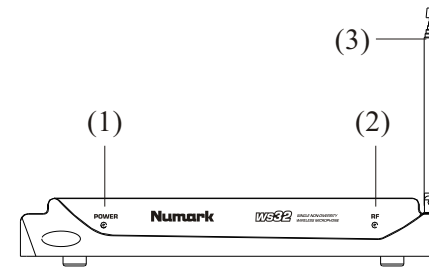 (3)
(1)
(2)
POWER
Numark
WS32
SINGLE NON-DIVERSITY
WIRELESS MICROPHONE
RF